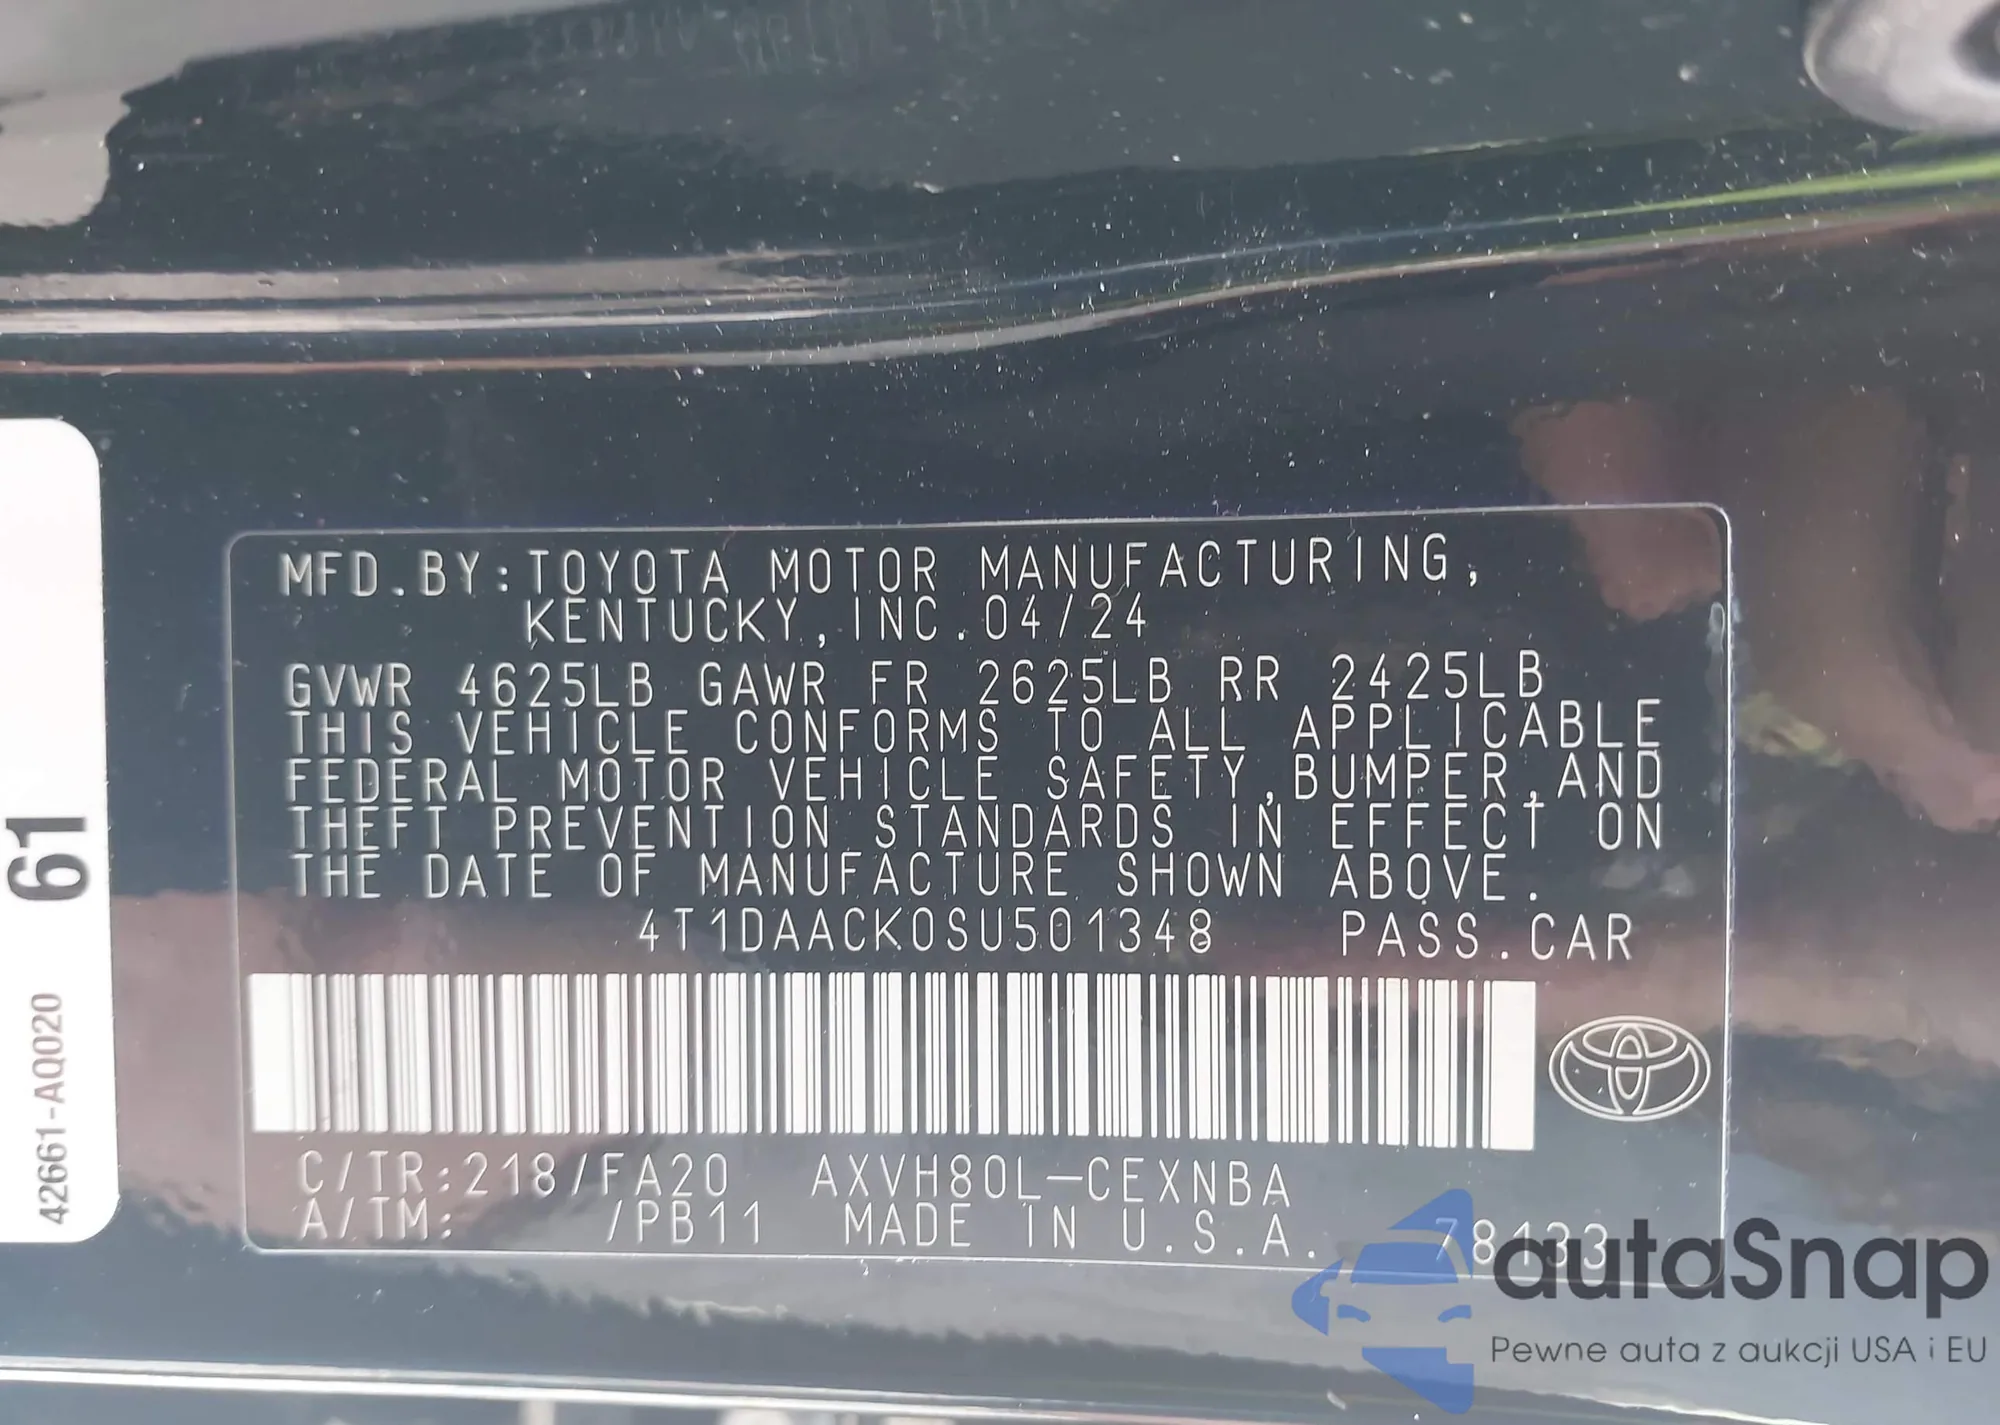 MFD.BY:TOYOTA MOTOR MANUFACTURING,
KENTUCKY,INC.04/24
GVWR 4625LB GAWR FR 2625LB RR 2425LB
THIS VEHICLE CONFORMS TO ALL APPLICABLE
FEDERAL MOTOR VEHICLE SAFETY,BUMPER,AND
THEFT PREVENTION STANDARDS IN EFFECT ON
THE DATE OF MANUFACTURE SHOWN ABOVE.
4T1DAACK0SU501348 PASS.CAR
C/TR:218/FA20 AXVH80L-CEXNBA
A/TM: /PB11 MADE IN U.S.A. 78133
61
42661-AQ020
autaSnap
Pewne auta z aukcji USA i EU